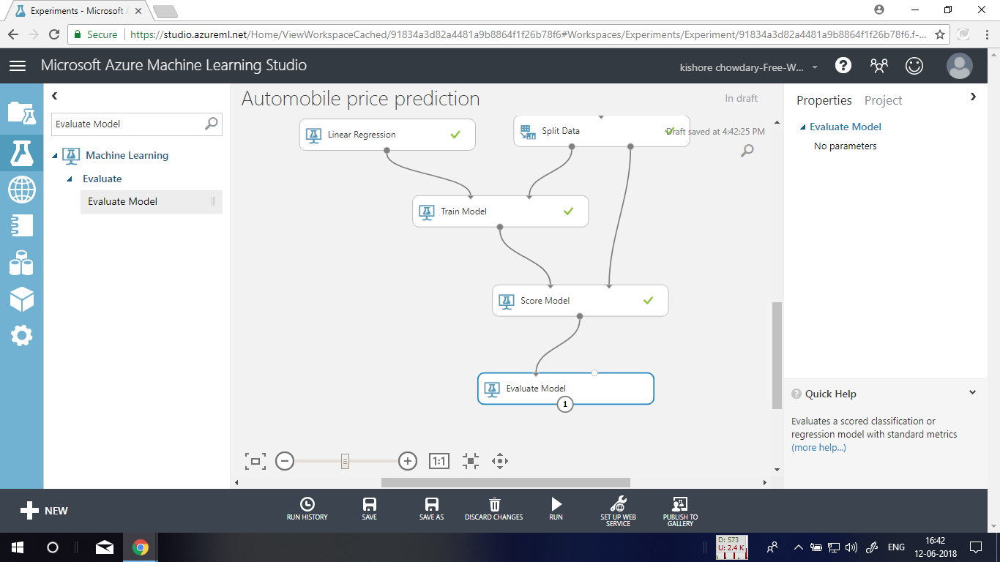 Experiments - Microsoft A
Secure
https://studio.azureml.net/Home/ViewWorkspaceCached/91834a3d82a4481a9b8864f1f26b78f6#Workspaces/Experiments/Experiment/91834a3d82a4481a9b8864f1f26b78f6.f-...
Microsoft Azure Machine Learning Studio
kishore chowdary-Free-W...
?
Evaluate Model
Machine Learning
Evaluate
Evaluate Model
Automobile price prediction
In draft
Draft saved at 4:42:25 PM
Linear Regression
Split Data
Train Model
Score Model
Evaluate Model
1
1:1
Properties
Project
Evaluate Model
No parameters
? Quick Help
Evaluates a scored classification or
regression model with standard metrics
(more help...)
NEW
RUN HISTORY
SAVE
SAVE AS
DISCARD CHANGES
RUN
SET UP WEB
SERVICE
PUBLISH TO
GALLERY
D: 573
U: 2.4 K
ENG
16:42
12-06-2018